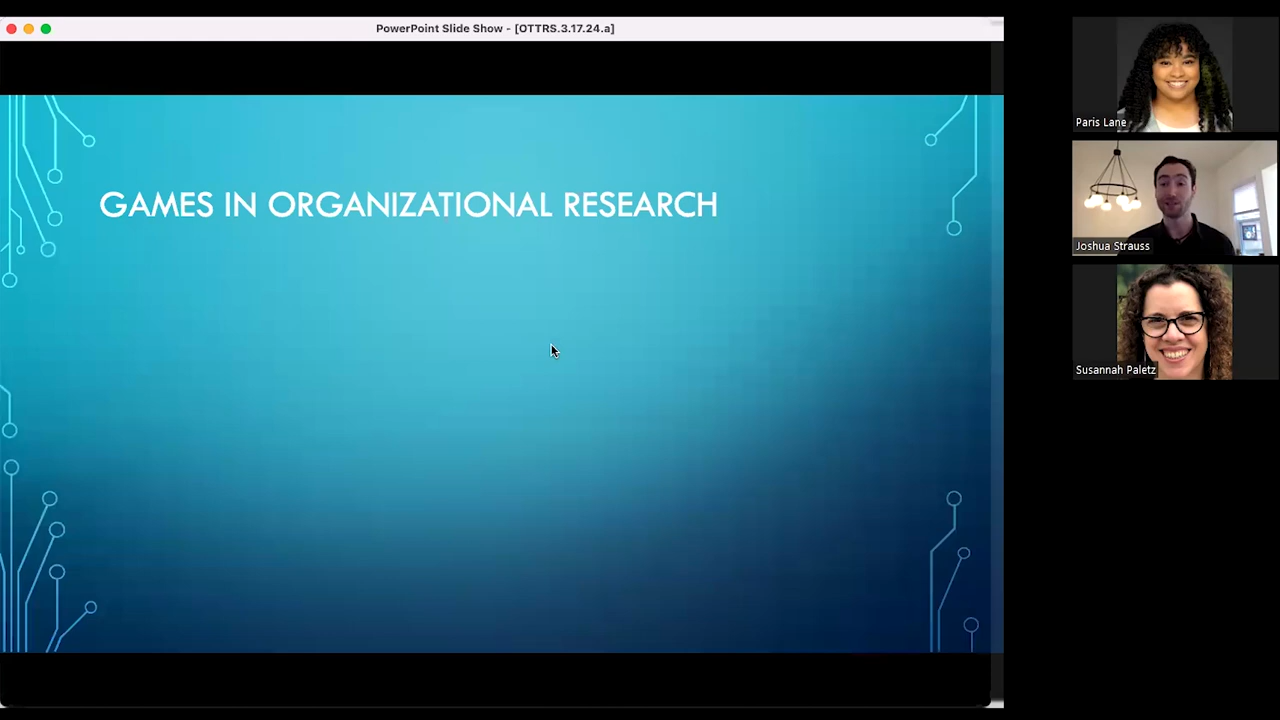 PowerPoint Slide Show - [OTTRS.3.17.24.a]
GAMES IN ORGANIZATIONAL RESEARCH
Paris Lane
Joshua Strauss
Susannah Paletz